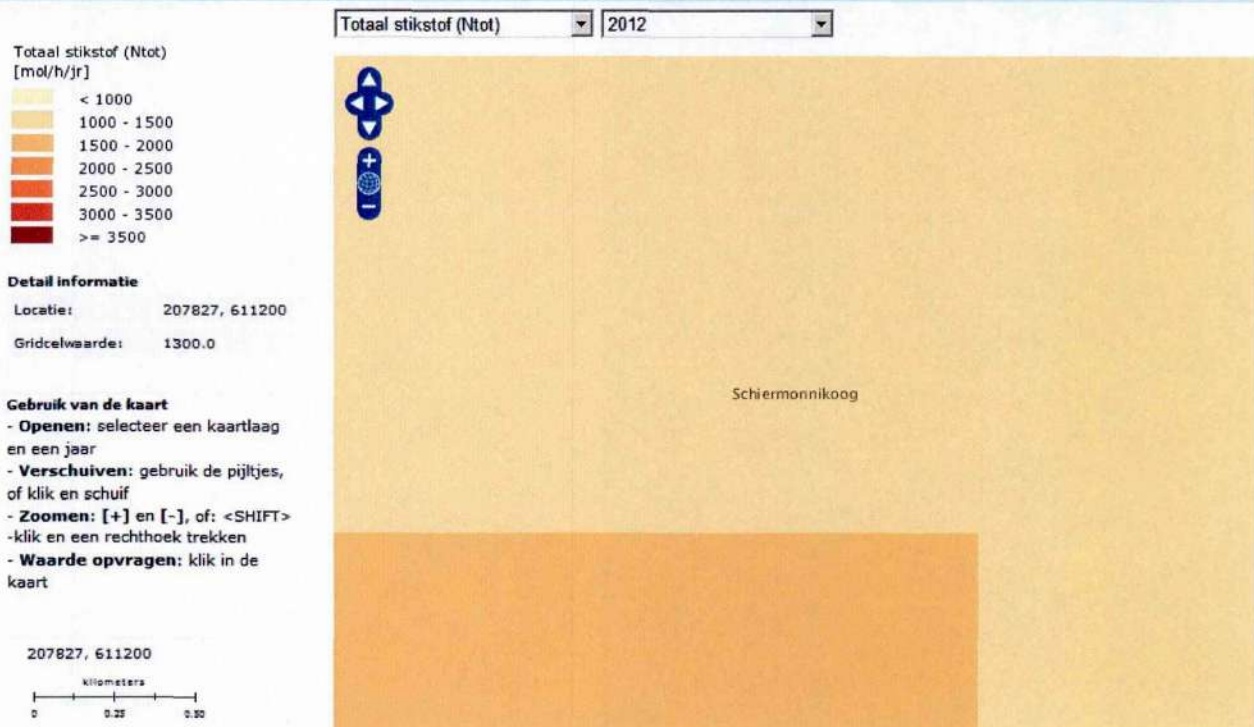 Totaal stikstof (Ntot) 2012
Totaal stikstof (Ntot)
[mol/h/jr]
< 1000
1000 - 1500
1500 - 2000
2000 - 2500
2500 - 3000
3000 - 3500
>= 3500
Detail informatie
Locatie: 207827, 611200
Gridcelwaarde: 1300.0
Gebruik van de kaart
- Openen: selecteer een kaartlaag
en een jaar
- Verschuiven: gebruik de pijltjes,
of klik en schuif
- Zoomen: [+] en [-], of: <SHIFT>
-klik en een rechthoek trekken
- Waarde opvragen: klik in de
kaart
207827, 611200
kilometers
0 0.25 0.50
Schiermonnikoog